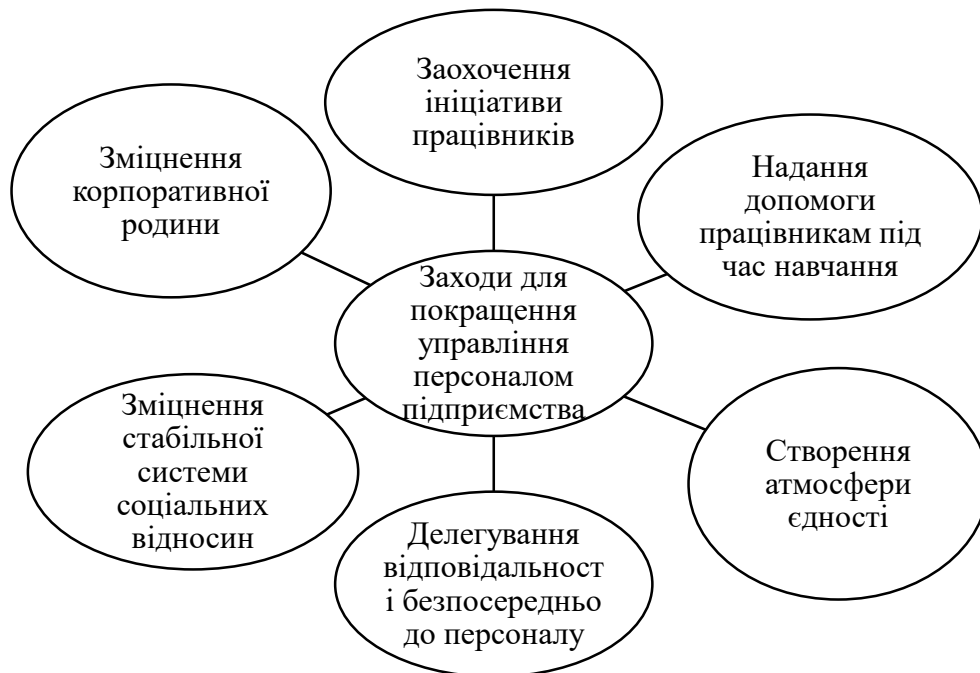 Заохочення
ініціативи
працівників
Зміцнення
корпоративної
родини
Надання
допомоги
працівникам під
час навчання
Заходи для
покращення
управління
персоналом
підприємства
Зміцнення
стабільної
системи
соціальних
відносин
Створення
атмосфери
єдності
Делегування
відповідальност
і безпосередньо
до персоналу